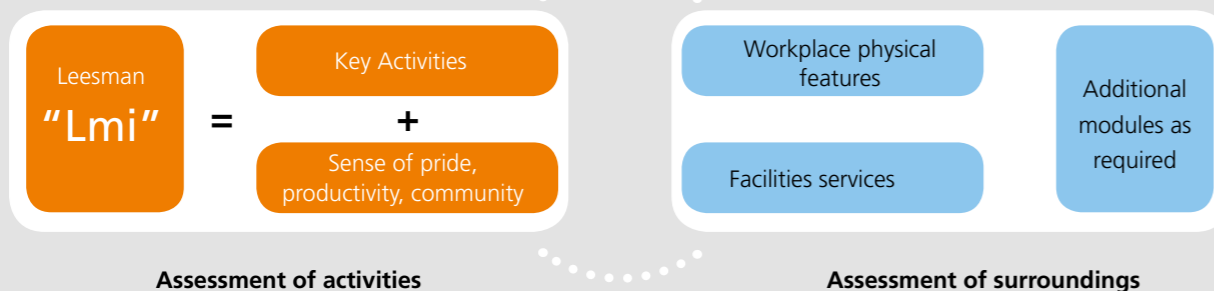 Leesman
“Lmi”
=
Key Activities
+
Sense of pride,
productivity, community
Assessment of activities
Workplace physical
features
Facilities services
Additional
modules as
required
Assessment of surroundings